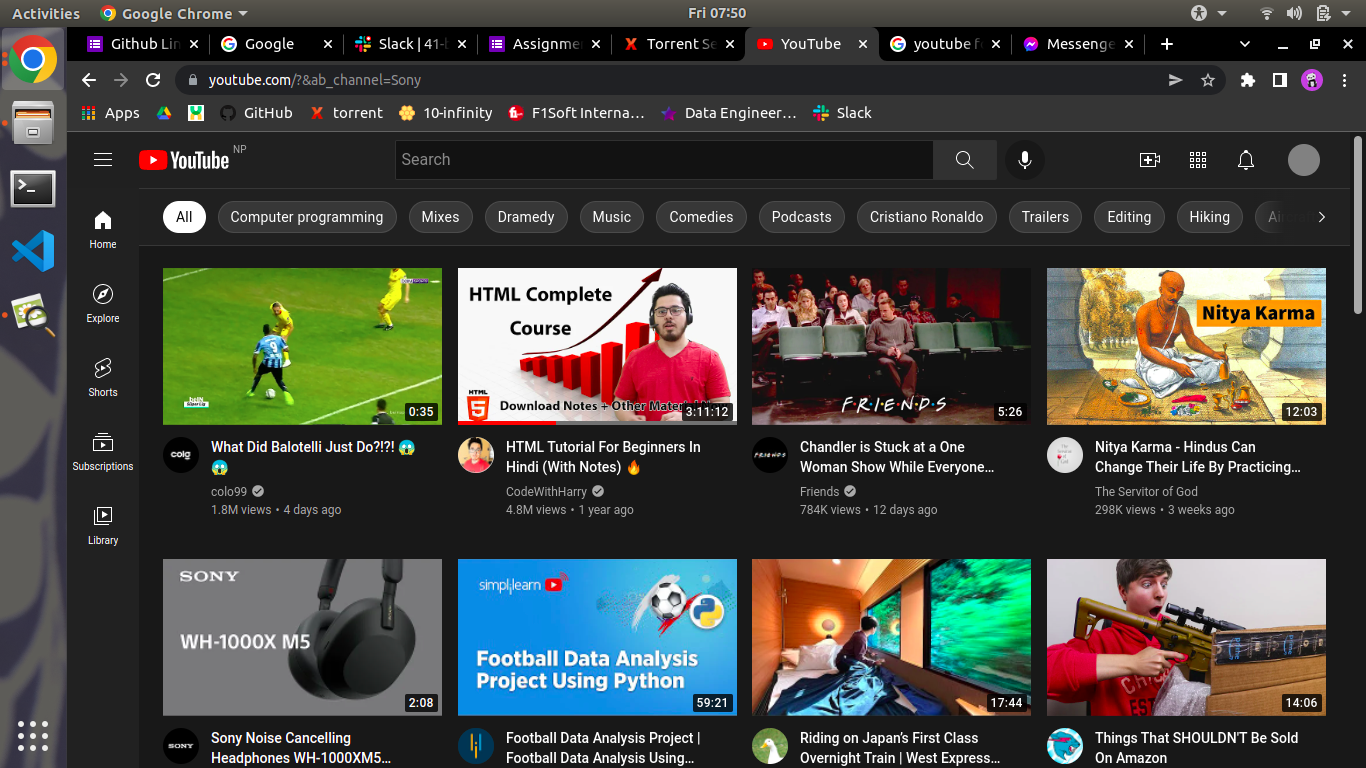 Activities
Google Chrome
Fri 07:50
Github Lin
Google
Slack | 41-b
Assignme
Torrent Se
YouTube
youtube f
Messenge
youtube.com/?&ab_channel=Sony
Apps
GitHub
torrent
10-infinity
F1Soft Interna…
Data Engineer…
Slack
YouTube NP
Search
All
Computer programming
Mixes
Dramedy
Music
Comedies
Podcasts
Cristiano Ronaldo
Trailers
Editing
Hiking
Home
Explore
Shorts
Subscriptions
Library
0:35
What Did Balotelli Just Do?!?! 😱
😱
colo99
1.8M views • 4 days ago
HTML Complete
Course
HTML
5
Download Notes + Other
3:11:12
HTML Tutorial For Beginners In
Hindi (With Notes) 🔥
CodeWithHarry
4.8M views • 1 year ago
F·R·I·E·N·D·S
5:26
Chandler is Stuck at a One
Woman Show While Everyone…
Friends
784K views • 12 days ago
Nitya Karma
12:03
Nitya Karma - Hindus Can
Change Their Life By Practicing…
The Servitor of God
298K views • 3 weeks ago
SONY
WH-1000X M5
2:08
SONY
Sony Noise Cancelling
Headphones WH-1000XM5…
simplilearn
Football Data Analysis
Project Using Python
59:21
Football Data Analysis Project |
Football Data Analysis Using…
17:44
Riding on Japan's First Class
Overnight Train | West Express…
14:06
Things That SHOULDN'T Be Sold
On Amazon